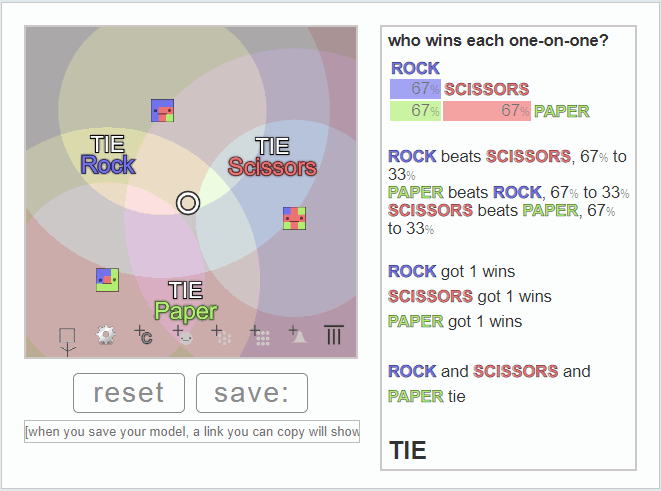 who wins each one-on-one?
ROCK
67% SCISSORS
67% 67% PAPER
ROCK beats SCISSORS, 67% to
33%
PAPER beats ROCK, 67% to 33%
SCISSORS beats PAPER, 67%
to 33%
ROCK got 1 wins
SCISSORS got 1 wins
PAPER got 1 wins
ROCK and SCISSORS and
PAPER tie
TIE
TIE
Rock
TIE
Scissors
TIE
Paper
+C
reset
save:
[when you save your model, a link you can copy will show